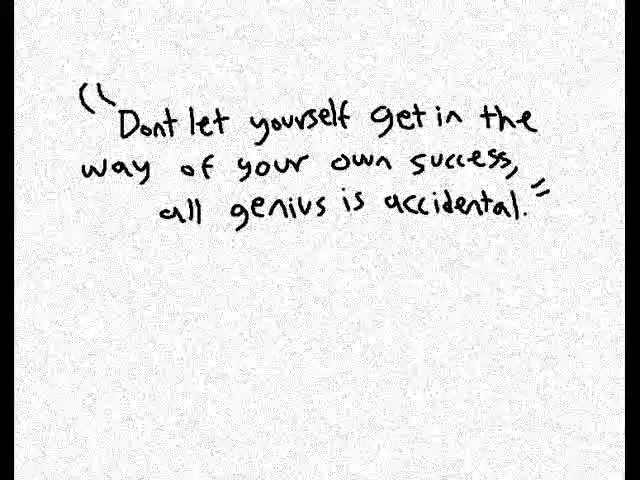 "Dont let yourself get in the
way of your own success,
all genius is accidental."